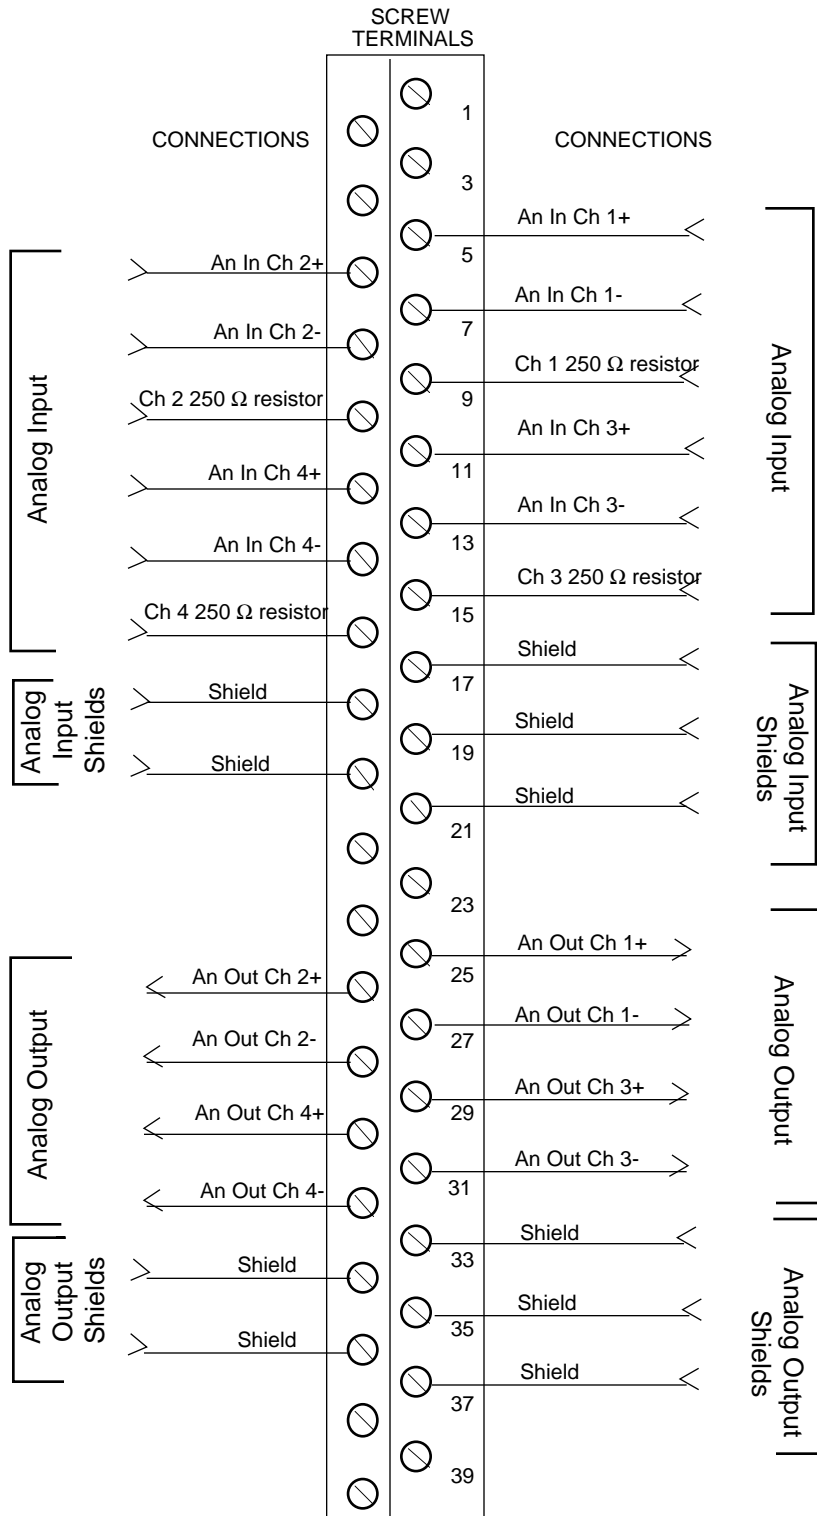 SCREW
TERMINALS
CONNECTIONS
CONNECTIONS
1
3
An In Ch 1+
5
An In Ch 2+
An In Ch 1-
7
An In Ch 2-
Ch 1 250 Ω resistor
9
Ch 2 250 Ω resistor
An In Ch 3+
11
An In Ch 4+
An In Ch 3-
13
An In Ch 4-
Ch 3 250 Ω resistor
15
Ch 4 250 Ω resistor
Analog Input
Analog Input
Shield
17
Shield
Shield
19
Shield
Shield
21
Analog
Input
Shields
Analog Input
Shields
23
An Out Ch 1+
25
An Out Ch 2+
An Out Ch 1-
27
An Out Ch 2-
An Out Ch 3+
29
An Out Ch 4+
An Out Ch 3-
31
An Out Ch 4-
Analog Output
Analog Output
Shield
33
Shield
Shield
35
Shield
Shield
37
Analog
Output
Shields
Analog Output
Shields
39